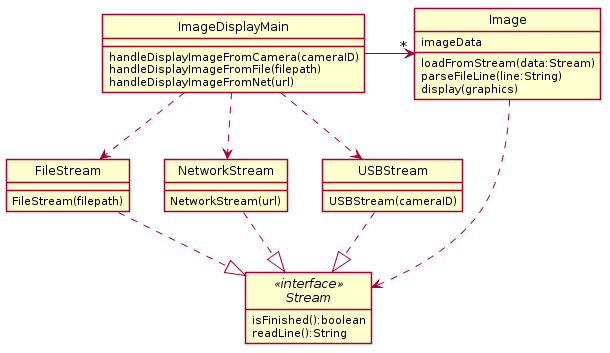 ImageDisplayMain
handleDisplayImageFromCamera(cameraID)
handleDisplayImageFromFile(filepath)
handleDisplayImageFromNet(url)
*
Image
imageData
loadFromStream(data:Stream)
parseFileLine(line:String)
display(graphics)
FileStream
FileStream(filepath)
NetworkStream
NetworkStream(url)
USBStream
USBStream(cameraID)
«interface»
Stream
isFinished():boolean
readLine():String